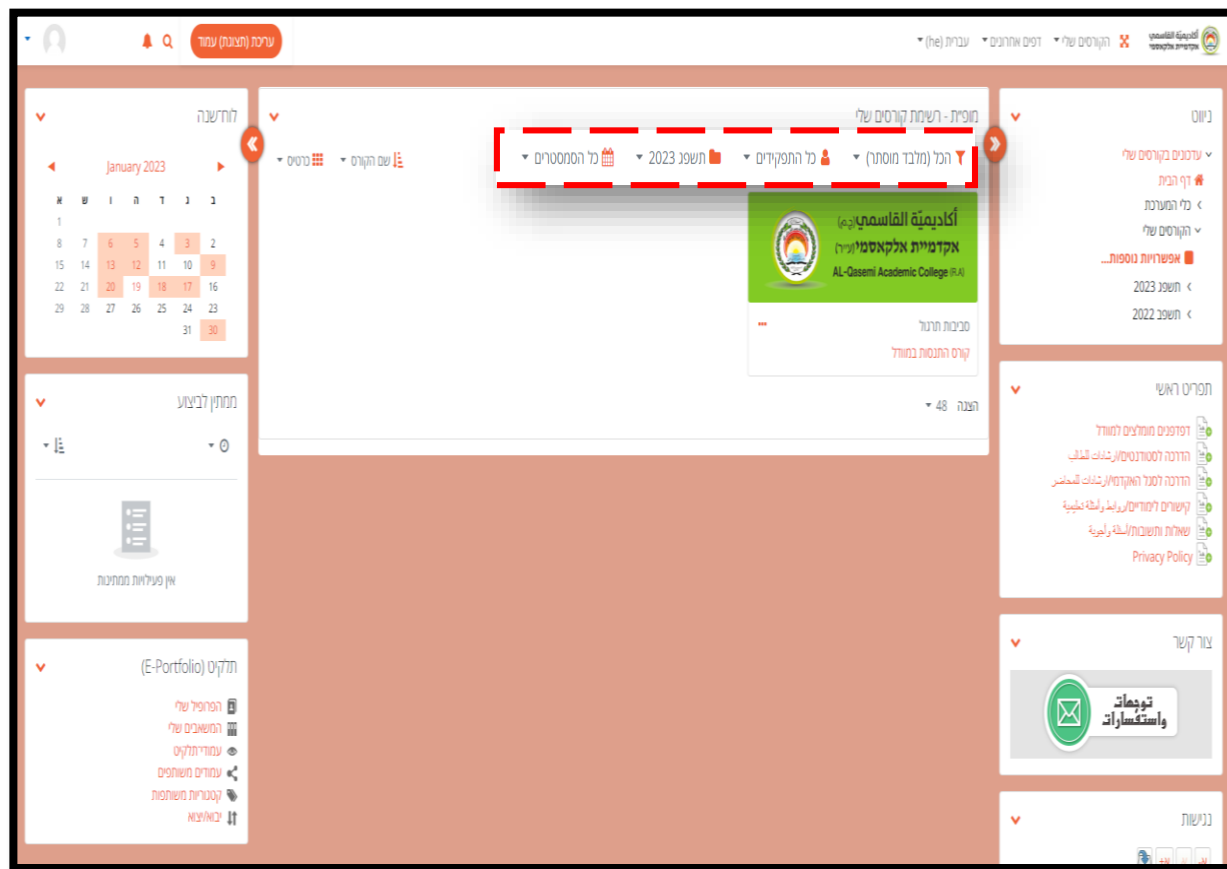 أكاديميّة القاسمي
אקדמיית אלקאסמי
הקורסים שלי
דפים אחרונים
עברית ‎(he)‎
עריכת (תצוגת) עמוד
ניווט
עדכונים בקורסים שלי
דף הבית
כלי המערכת
הקורסים שלי
אפשרויות נוספות...
תשפג 2023
תשפב 2022
תפריט ראשי
דפדפנים מומלצים למוודל
הדרכה לסטודנטים/ارشادات للطالب
הדרכה לסגל האקדמי/ارشادات للمحاضر
קישורים לימודיים/روابط وأمثلة تعليمية
שאלות ותשובות/أسئلة وأجوبة
Privacy Policy
צור קשר
توجهات
واستفسارات
נגישות
מופיית - רשימת קורסים שלי
הכל (מלבד מוסתר)
כל התפקידים
תשפג 2023
כל הסמסטרים
שם הקורס
כרטיס
أكاديميّة القاسمي (ج.م)
אקדמיית אלקאסמי (ע״ר)
AL-Qasemi Academic College (R.A)
סביבות תרגול
קורס התנסות במוודל
הצגה 48
לוח־שנה
January 2023
ב ג ד ה ו ש א
1
2 3 4 5 6 7 8
9 10 11 12 13 14 15
16 17 18 19 20 21 22
23 24 25 26 27 28 29
30 31
ממתין לביצוע
אין פעילויות ממתינות
תלקיט (E-Portfolio)
הפרופיל שלי
המשאבים שלי
עמודי־תלקיט
עמודים משותפים
קטגוריות משותפות
יבוא/יצוא